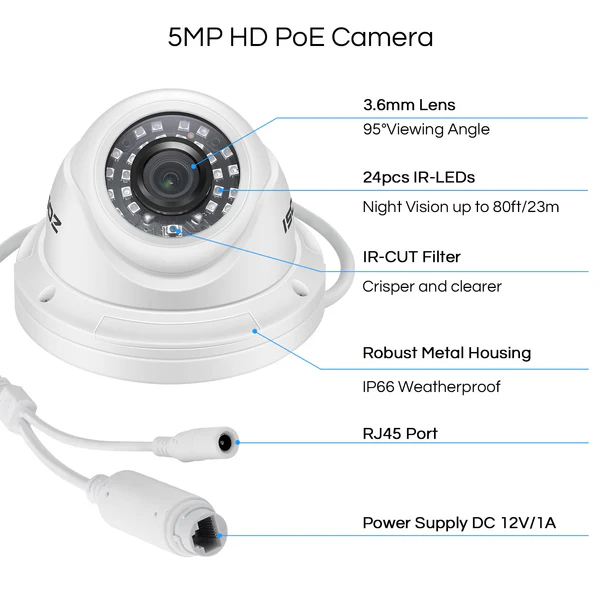 5MP HD PoE Camera
3.6mm Lens
95°Viewing Angle
24pcs IR-LEDs
Night Vision up to 80ft/23m
IR-CUT Filter
Crisper and clearer
Robust Metal Housing
IP66 Weatherproof
RJ45 Port
Power Supply DC 12V/1A